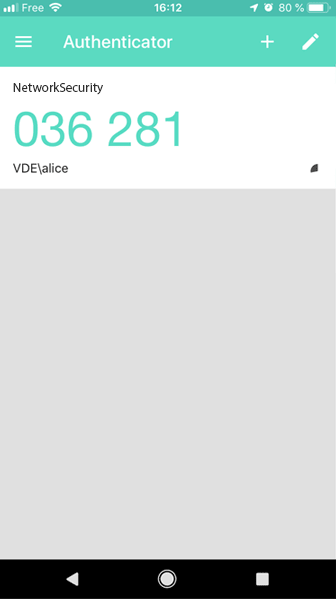 Free 16:12 80 %
Authenticator
NetworkSecurity
036 281
VDE\alice